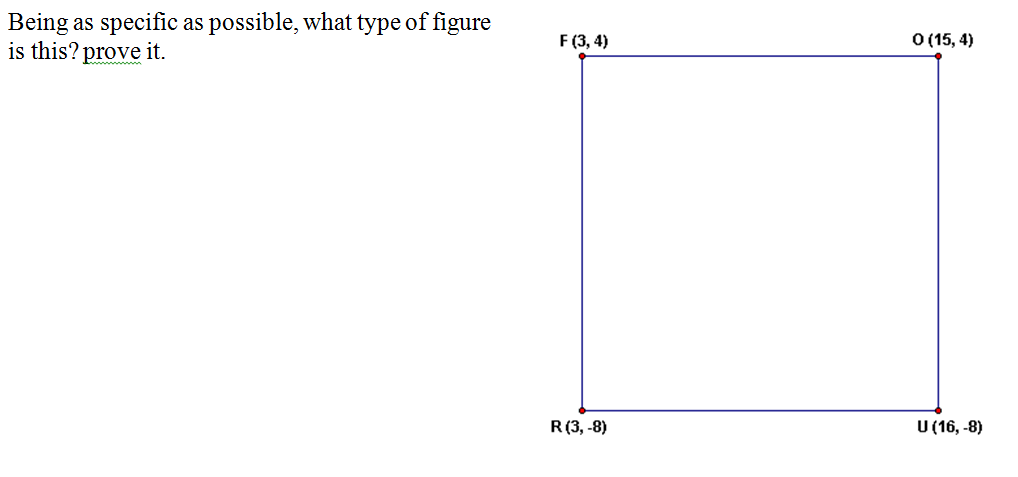 Being as specific as possible, what type of figure
is this? prove it.
F (3, 4)
O (15, 4)
R (3, -8)
U (16, -8)